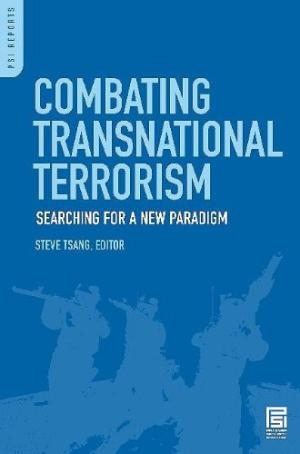 PSI REPORTS
COMBATING
TRANSNATIONAL
TERRORISM
SEARCHING FOR A NEW PARADIGM
STEVE TSANG, EDITOR
PSI